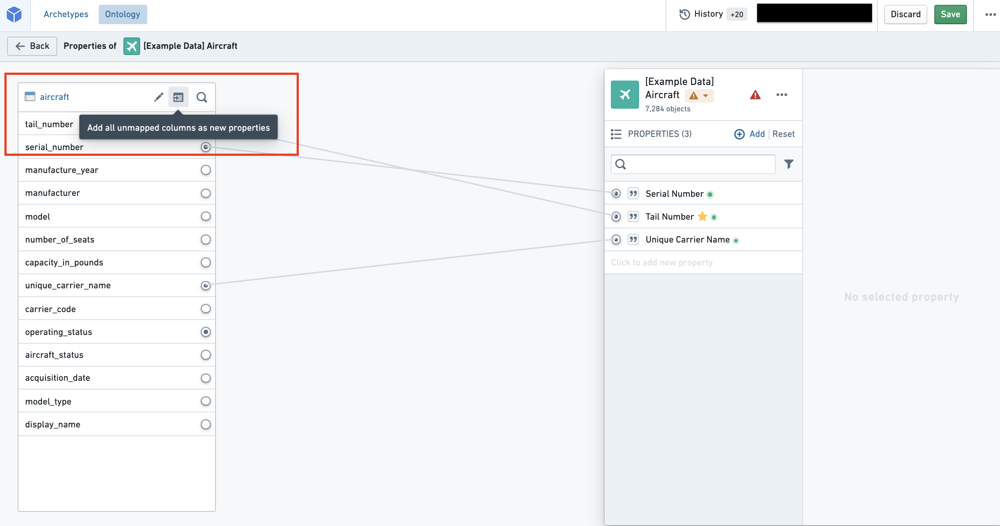 Archetypes Ontology History +20 Discard Save
Back Properties of [Example Data] Aircraft
aircraft
Add all unmapped columns as new properties
tail_number
serial_number
manufacture_year
manufacturer
model
number_of_seats
capacity_in_pounds
unique_carrier_name
carrier_code
operating_status
aircraft_status
acquisition_date
model_type
display_name
[Example Data]
Aircraft
7,284 objects
PROPERTIES (3) Add Reset
Serial Number
Tail Number
Unique Carrier Name
Click to add new property
No selected property